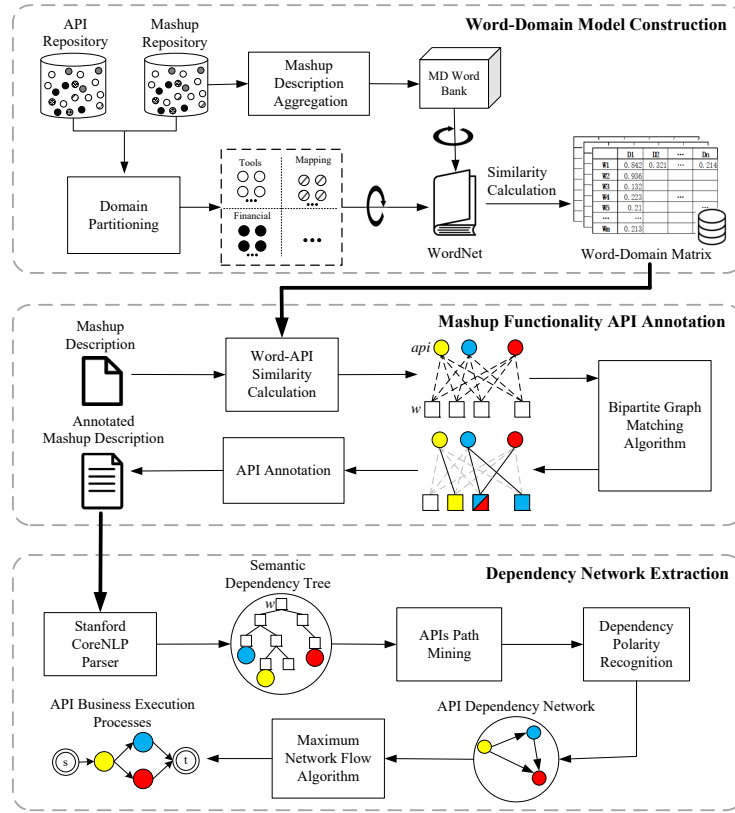 Word-Domain Model Construction
API
Repository
Mashup
Repository
Mashup
Description
Aggregation
MD Word
Bank
Domain
Partitioning
Tools
•••
Mapping
•••
Financial
•••
•••
WordNet
Similarity
Calculation
D1 D2 … Dn
W1 0.842 0.321 … 0.214
W2 0.936
W3 0.132
W4 0.223 …
W5 0.21 …
… …
Wm 0.213
Word-Domain Matrix
Mashup Functionality API Annotation
Mashup
Description
Word-API
Similarity
Calculation
api
w
Bipartite Graph
Matching
Algorithm
Annotated
Mashup Description
API Annotation
Dependency Network Extraction
Stanford
CoreNLP
Parser
Semantic
Dependency Tree
w
APIs Path
Mining
Dependency
Polarity
Recognition
API Business Execution
Processes
s
t
Maximum
Network Flow
Algorithm
API Dependency Network